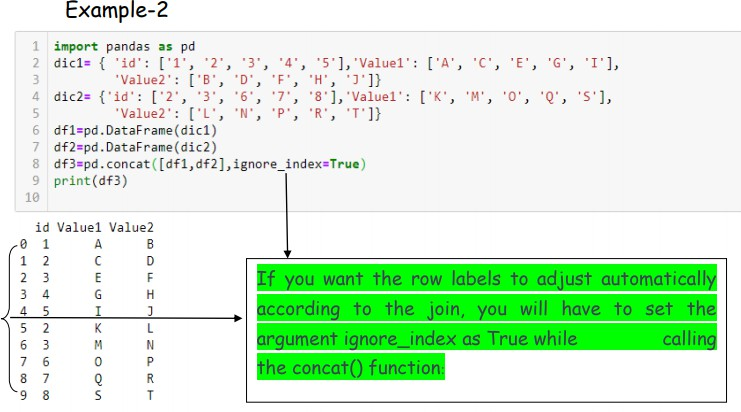 Example-2
1 import pandas as pd
2 dic1= { 'id': ['1', '2', '3', '4', '5'],'Value1': ['A', 'C', 'E', 'G', 'I'],
3 'Value2': ['B', 'D', 'F', 'H', 'J']}
4 dic2= {'id': ['2', '3', '6', '7', '8'],'Value1': ['K', 'M', 'O', 'Q', 'S'],
5 'Value2': ['L', 'N', 'P', 'R', 'T']}
6 df1=pd.DataFrame(dic1)
7 df2=pd.DataFrame(dic2)
8 df3=pd.concat([df1,df2],ignore_index=True)
9 print(df3)
10
id Value1 Value2
0 1 A B
1 2 C D
2 3 E F
3 4 G H
4 5 I J
5 2 K L
6 3 M N
7 6 O P
8 7 Q R
9 8 S T
If you want the row labels to adjust automatically
according to the join, you will have to set the
argument ignore_index as True while calling
the concat() function: